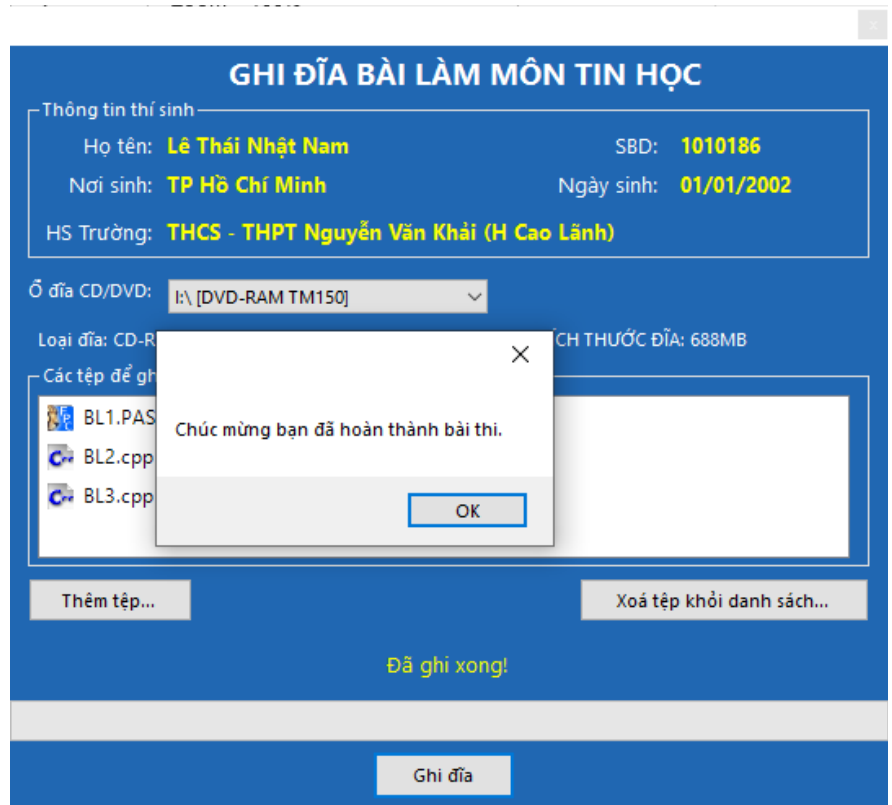 GHI ĐĨA BÀI LÀM MÔN TIN HỌC
Thông tin thí sinh
Họ tên: Lê Thái Nhật Nam SBD: 1010186
Nơi sinh: TP Hồ Chí Minh Ngày sinh: 01/01/2002
HS Trường: THCS - THPT Nguyễn Văn Khải (H Cao Lãnh)
Ổ đĩa CD/DVD: I:\ [DVD-RAM TM150]
Loại đĩa: CD-R ÍCH THƯỚC ĐĨA: 688MB
Các tệp để gh
BL1.PAS
Chúc mừng bạn đã hoàn thành bài thi.
BL2.cpp
BL3.cpp
OK
Thêm tệp... Xoá tệp khỏi danh sách...
Đã ghi xong!
Ghi đĩa